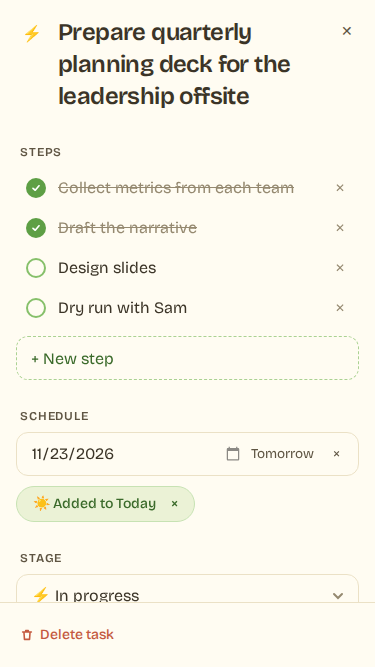 ⚡ Prepare quarterly
planning deck for the
leadership offsite
×
STEPS
Collect metrics from each team ×
Draft the narrative ×
Design slides ×
Dry run with Sam ×
+ New step
SCHEDULE
11/23/2026 Tomorrow ×
☀️ Added to Today ×
STAGE
⚡ In progress
Delete task